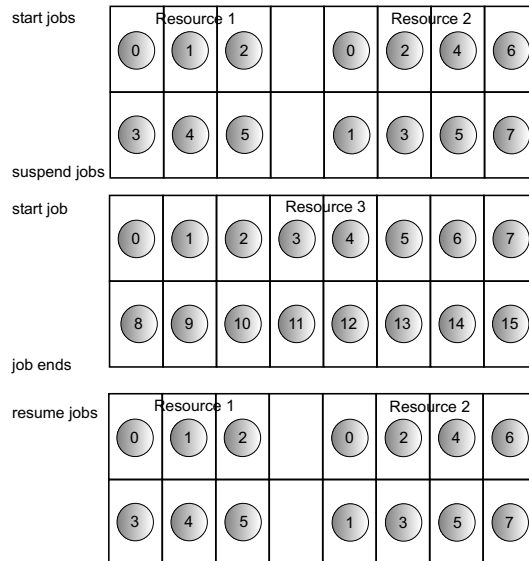 start jobs
Resource 1 Resource 2
0 1 2 0 2 4 6
3 4 5 1 3 5 7
suspend jobs
start job
Resource 3
0 1 2 3 4 5 6 7
8 9 10 11 12 13 14 15
job ends
resume jobs
Resource 1 Resource 2
0 1 2 0 2 4 6
3 4 5 1 3 5 7